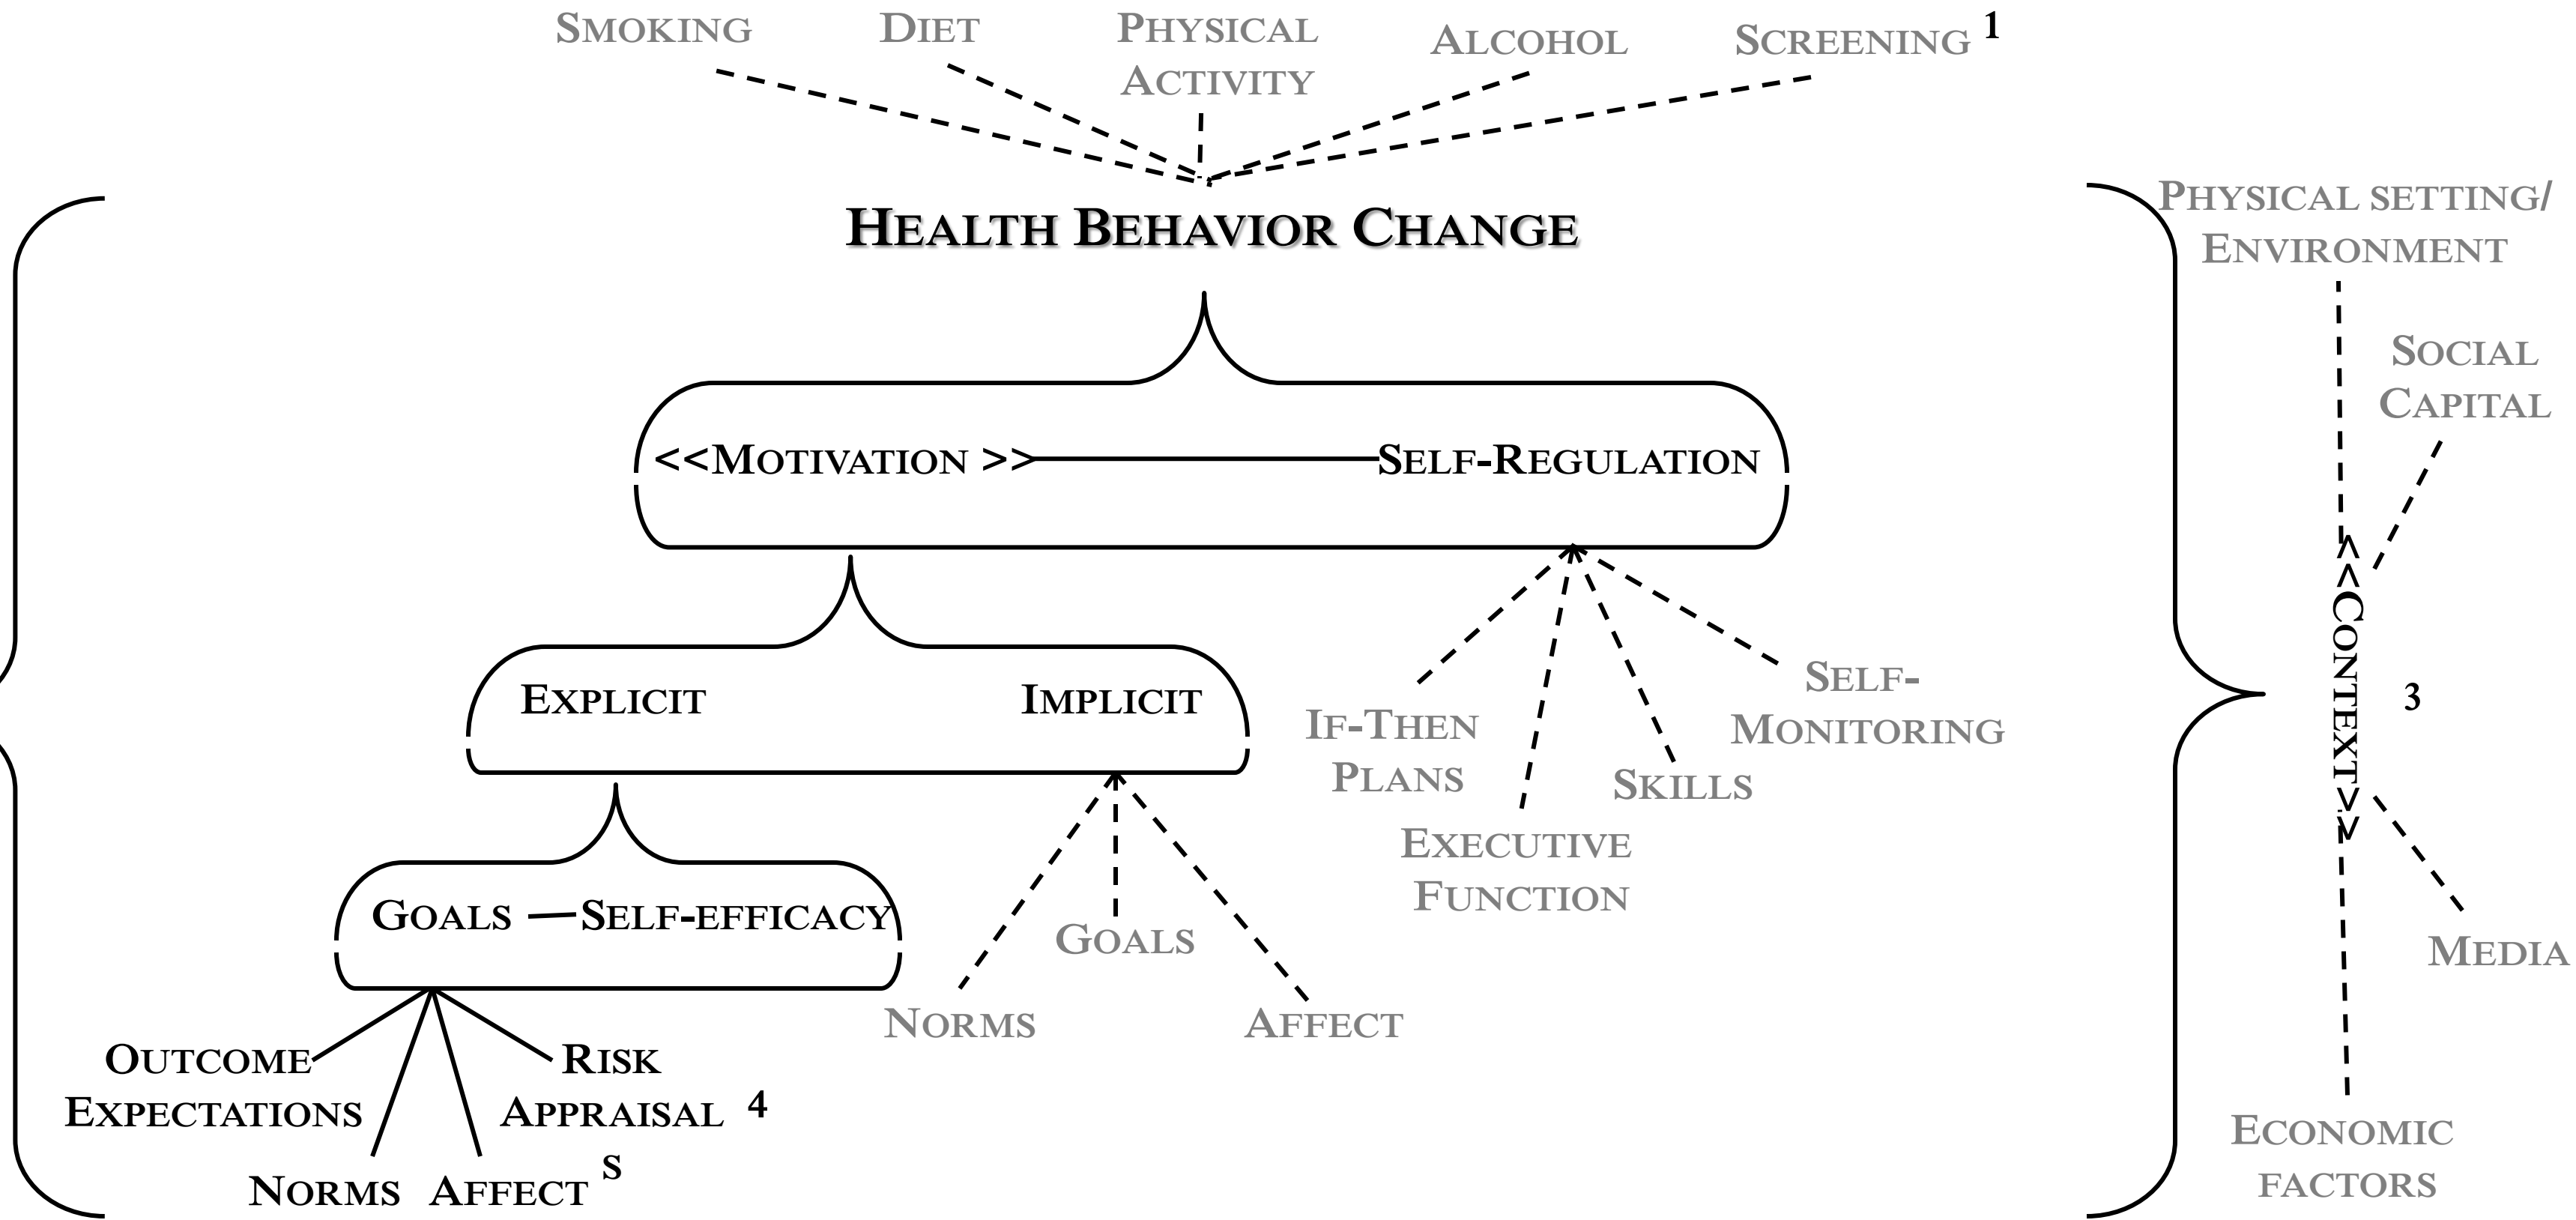 SMOKING
DIET
PHYSICAL
ACTIVITY
ALCOHOL
SCREENING 1
HEALTH BEHAVIOR CHANGE
PHYSICAL SETTING/
ENVIRONMENT
SOCIAL
CAPITAL
<<MOTIVATION >>
SELF-REGULATION
<<CONTEXT>>
3
EXPLICIT
IMPLICIT
IF-THEN
PLANS
EXECUTIVE
FUNCTION
SKILLS
SELF-
MONITORING
GOALS
SELF-EFFICACY
NORMS
GOALS
AFFECT
MEDIA
OUTCOME
EXPECTATIONS
NORMS
AFFECT
RISK
APPRAISAL 4
S
ECONOMIC
FACTORS